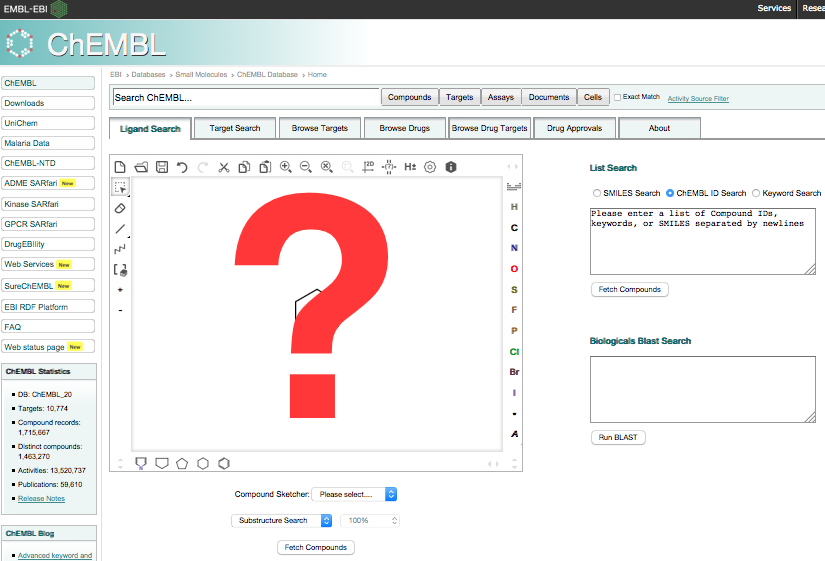 EMBL-EBI
Services
Resea
ChEMBL
EBI > Databases > Small Molecules > ChEMBL Database > Home
ChEMBL
Downloads
UniChem
Malaria Data
ChEMBL-NTD
ADME SARfari New
Kinase SARfari
GPCR SARfari
DrugEBIlity
Web Services New
SureChEMBL New
EBI RDF Platform
FAQ
Web status page New
ChEMBL Statistics
DB: ChEMBL_20
Targets: 10,774
Compound records:
1,715,667
Distinct compounds:
1,463,270
Activities: 13,520,737
Publications: 59,610
Release Notes
ChEMBL Blog
Advanced keyword and
Search ChEMBL...
Compounds
Targets
Assays
Documents
Cells
Exact Match
Activity Source Filter
Ligand Search
Target Search
Browse Targets
Browse Drugs
Browse Drug Targets
Drug Approvals
About
2D
H±
?
H
C
N
O
S
F
P
Cl
Br
I
A
+
-
N
Compound Sketcher: Please select....
Substructure Search
100%
Fetch Compounds
List Search
SMILES Search ChEMBL ID Search Keyword Search
Please enter a list of Compound IDs,
keywords, or SMILES separated by newlines
Fetch Compounds
Biologicals Blast Search
Run BLAST